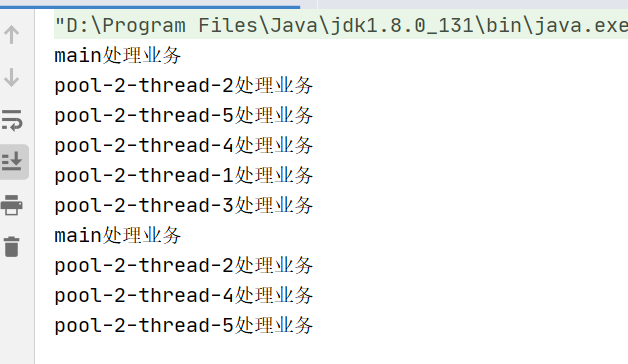 "D:\Program Files\Java\jdk1.8.0_131\bin\java.exe
main处理业务
pool-2-thread-2处理业务
pool-2-thread-5处理业务
pool-2-thread-4处理业务
pool-2-thread-1处理业务
pool-2-thread-3处理业务
main处理业务
pool-2-thread-2处理业务
pool-2-thread-4处理业务
pool-2-thread-5处理业务